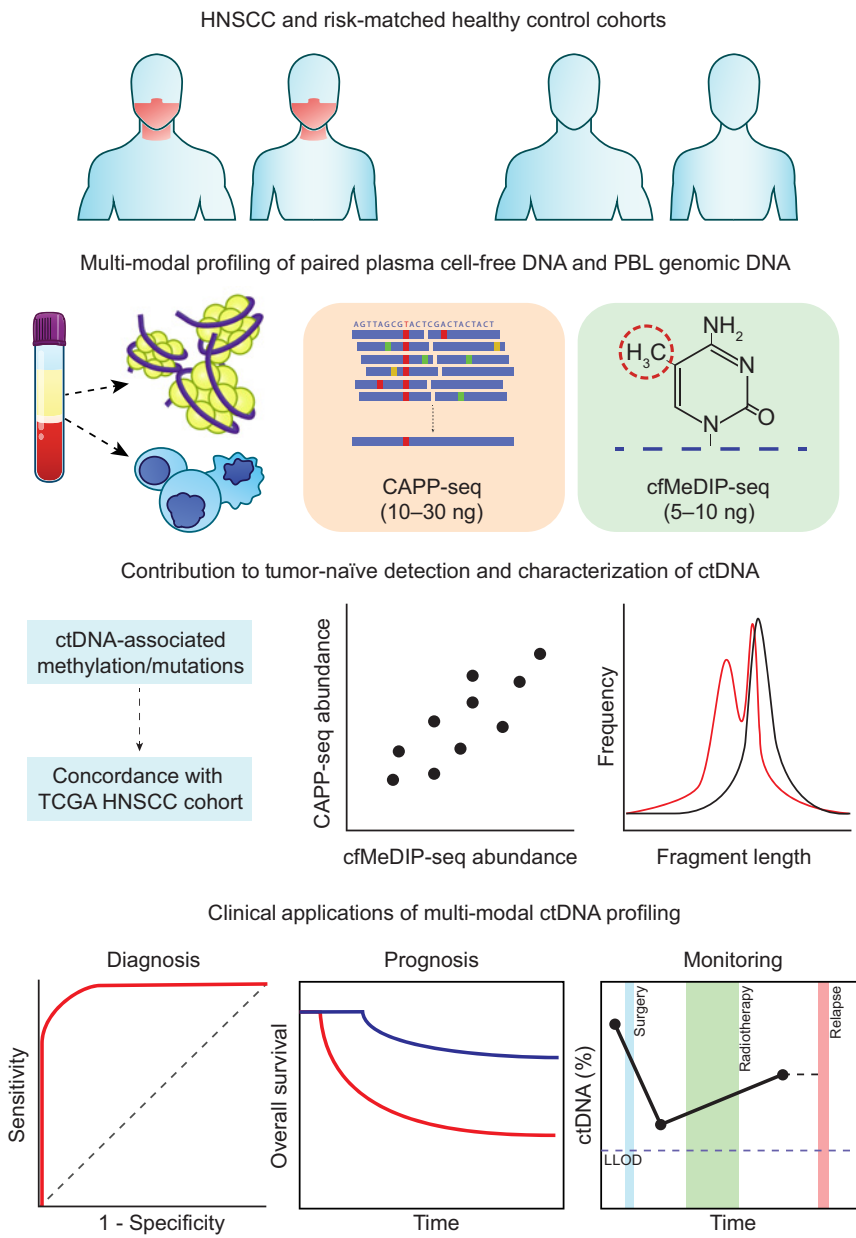 HNSCC and risk-matched healthy control cohorts
Multi-modal profiling of paired plasma cell-free DNA and PBL genomic DNA
AGTTAGCGTACTCGACTACTACT
CAPP-seq
(10–30 ng)
NH2
H3C
N
N
O
cfMeDIP-seq
(5–10 ng)
Contribution to tumor-naïve detection and characterization of ctDNA
ctDNA-associated
methylation/mutations
Concordance with
TCGA HNSCC cohort
CAPP-seq abundance
cfMeDIP-seq abundance
Frequency
Fragment length
Clinical applications of multi-modal ctDNA profiling
Diagnosis
Sensitivity
1 - Specificity
Prognosis
Overall survival
Time
Monitoring
ctDNA (%)
Surgery
Radiotherapy
Relapse
LLOD
Time